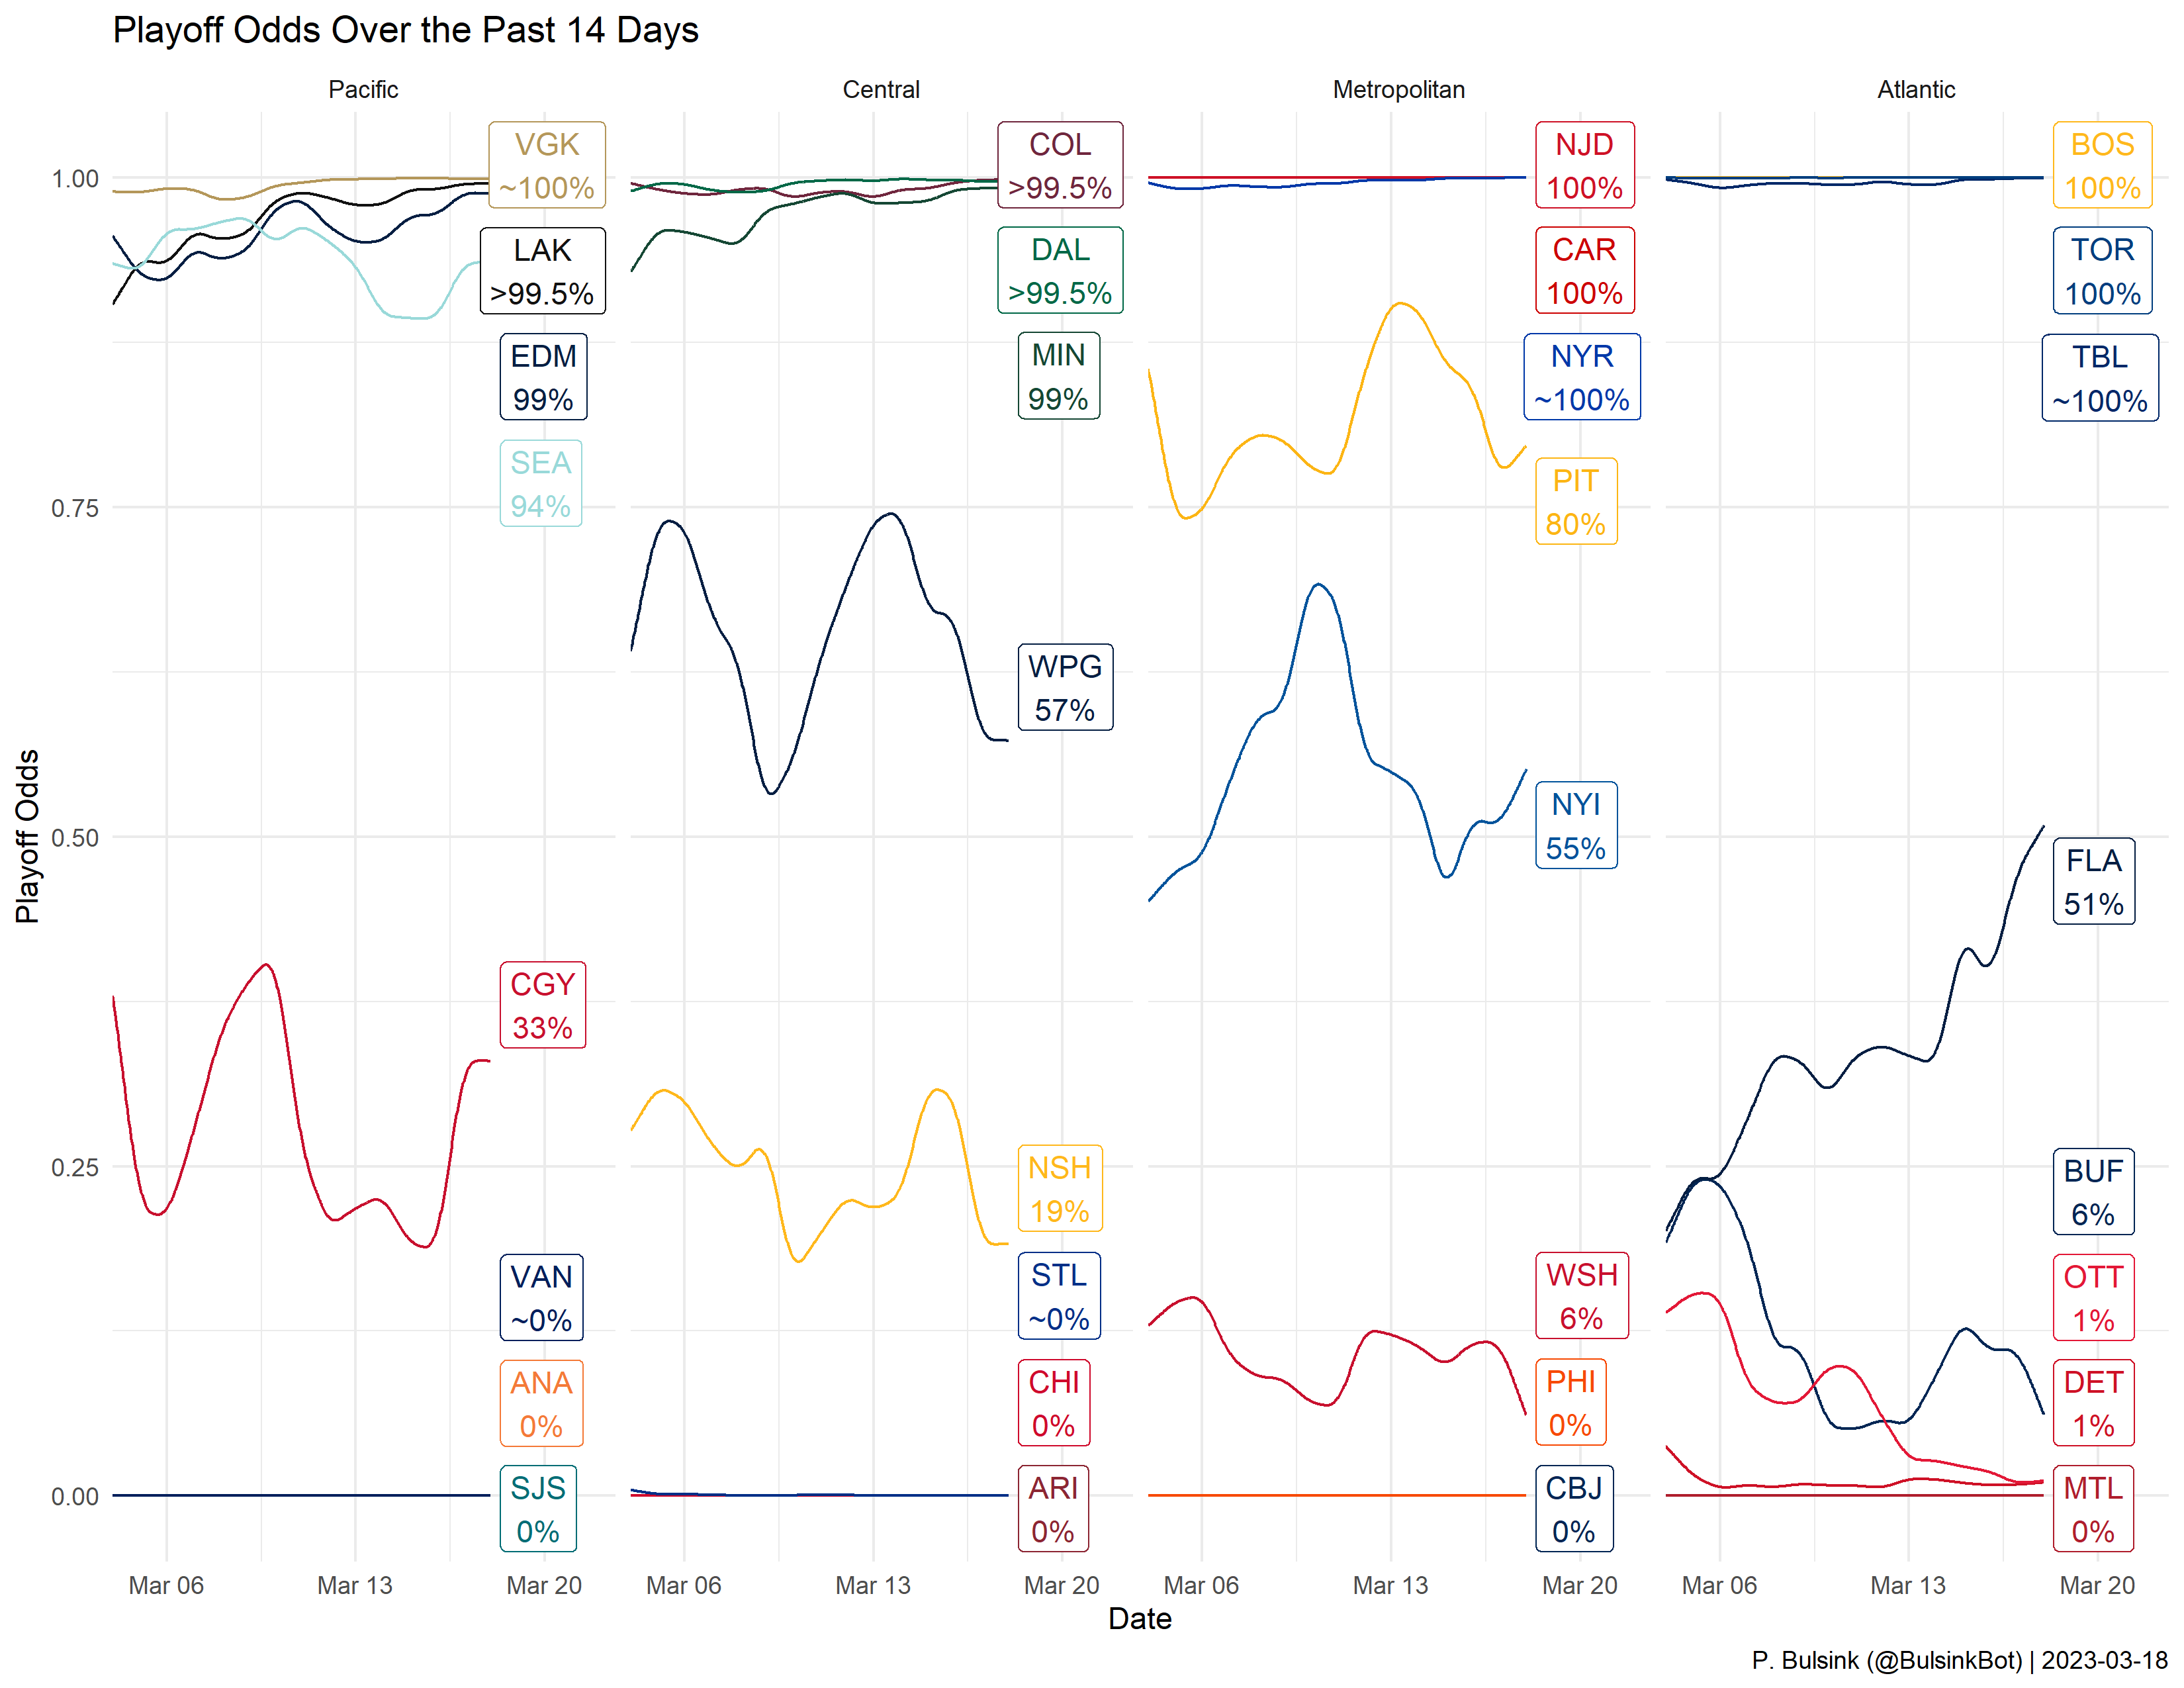 Playoff Odds Over the Past 14 Days
Pacific
Central
Metropolitan
Atlantic
Playoff Odds
1.00
0.75
0.50
0.25
0.00
VGK
~100%
LAK
>99.5%
EDM
99%
SEA
94%
CGY
33%
VAN
~0%
ANA
0%
SJS
0%
COL
>99.5%
DAL
>99.5%
MIN
99%
WPG
57%
NSH
19%
STL
~0%
CHI
0%
ARI
0%
NJD
100%
CAR
100%
NYR
~100%
PIT
80%
NYI
55%
WSH
6%
PHI
0%
CBJ
0%
BOS
100%
TOR
100%
TBL
~100%
FLA
51%
BUF
6%
OTT
1%
DET
1%
MTL
0%
Mar 06 Mar 13 Mar 20
Mar 06 Mar 13 Mar 20
Mar 06 Mar 13 Mar 20
Mar 06 Mar 13 Mar 20
Date
P. Bulsink (@BulsinkBot) | 2023-03-18